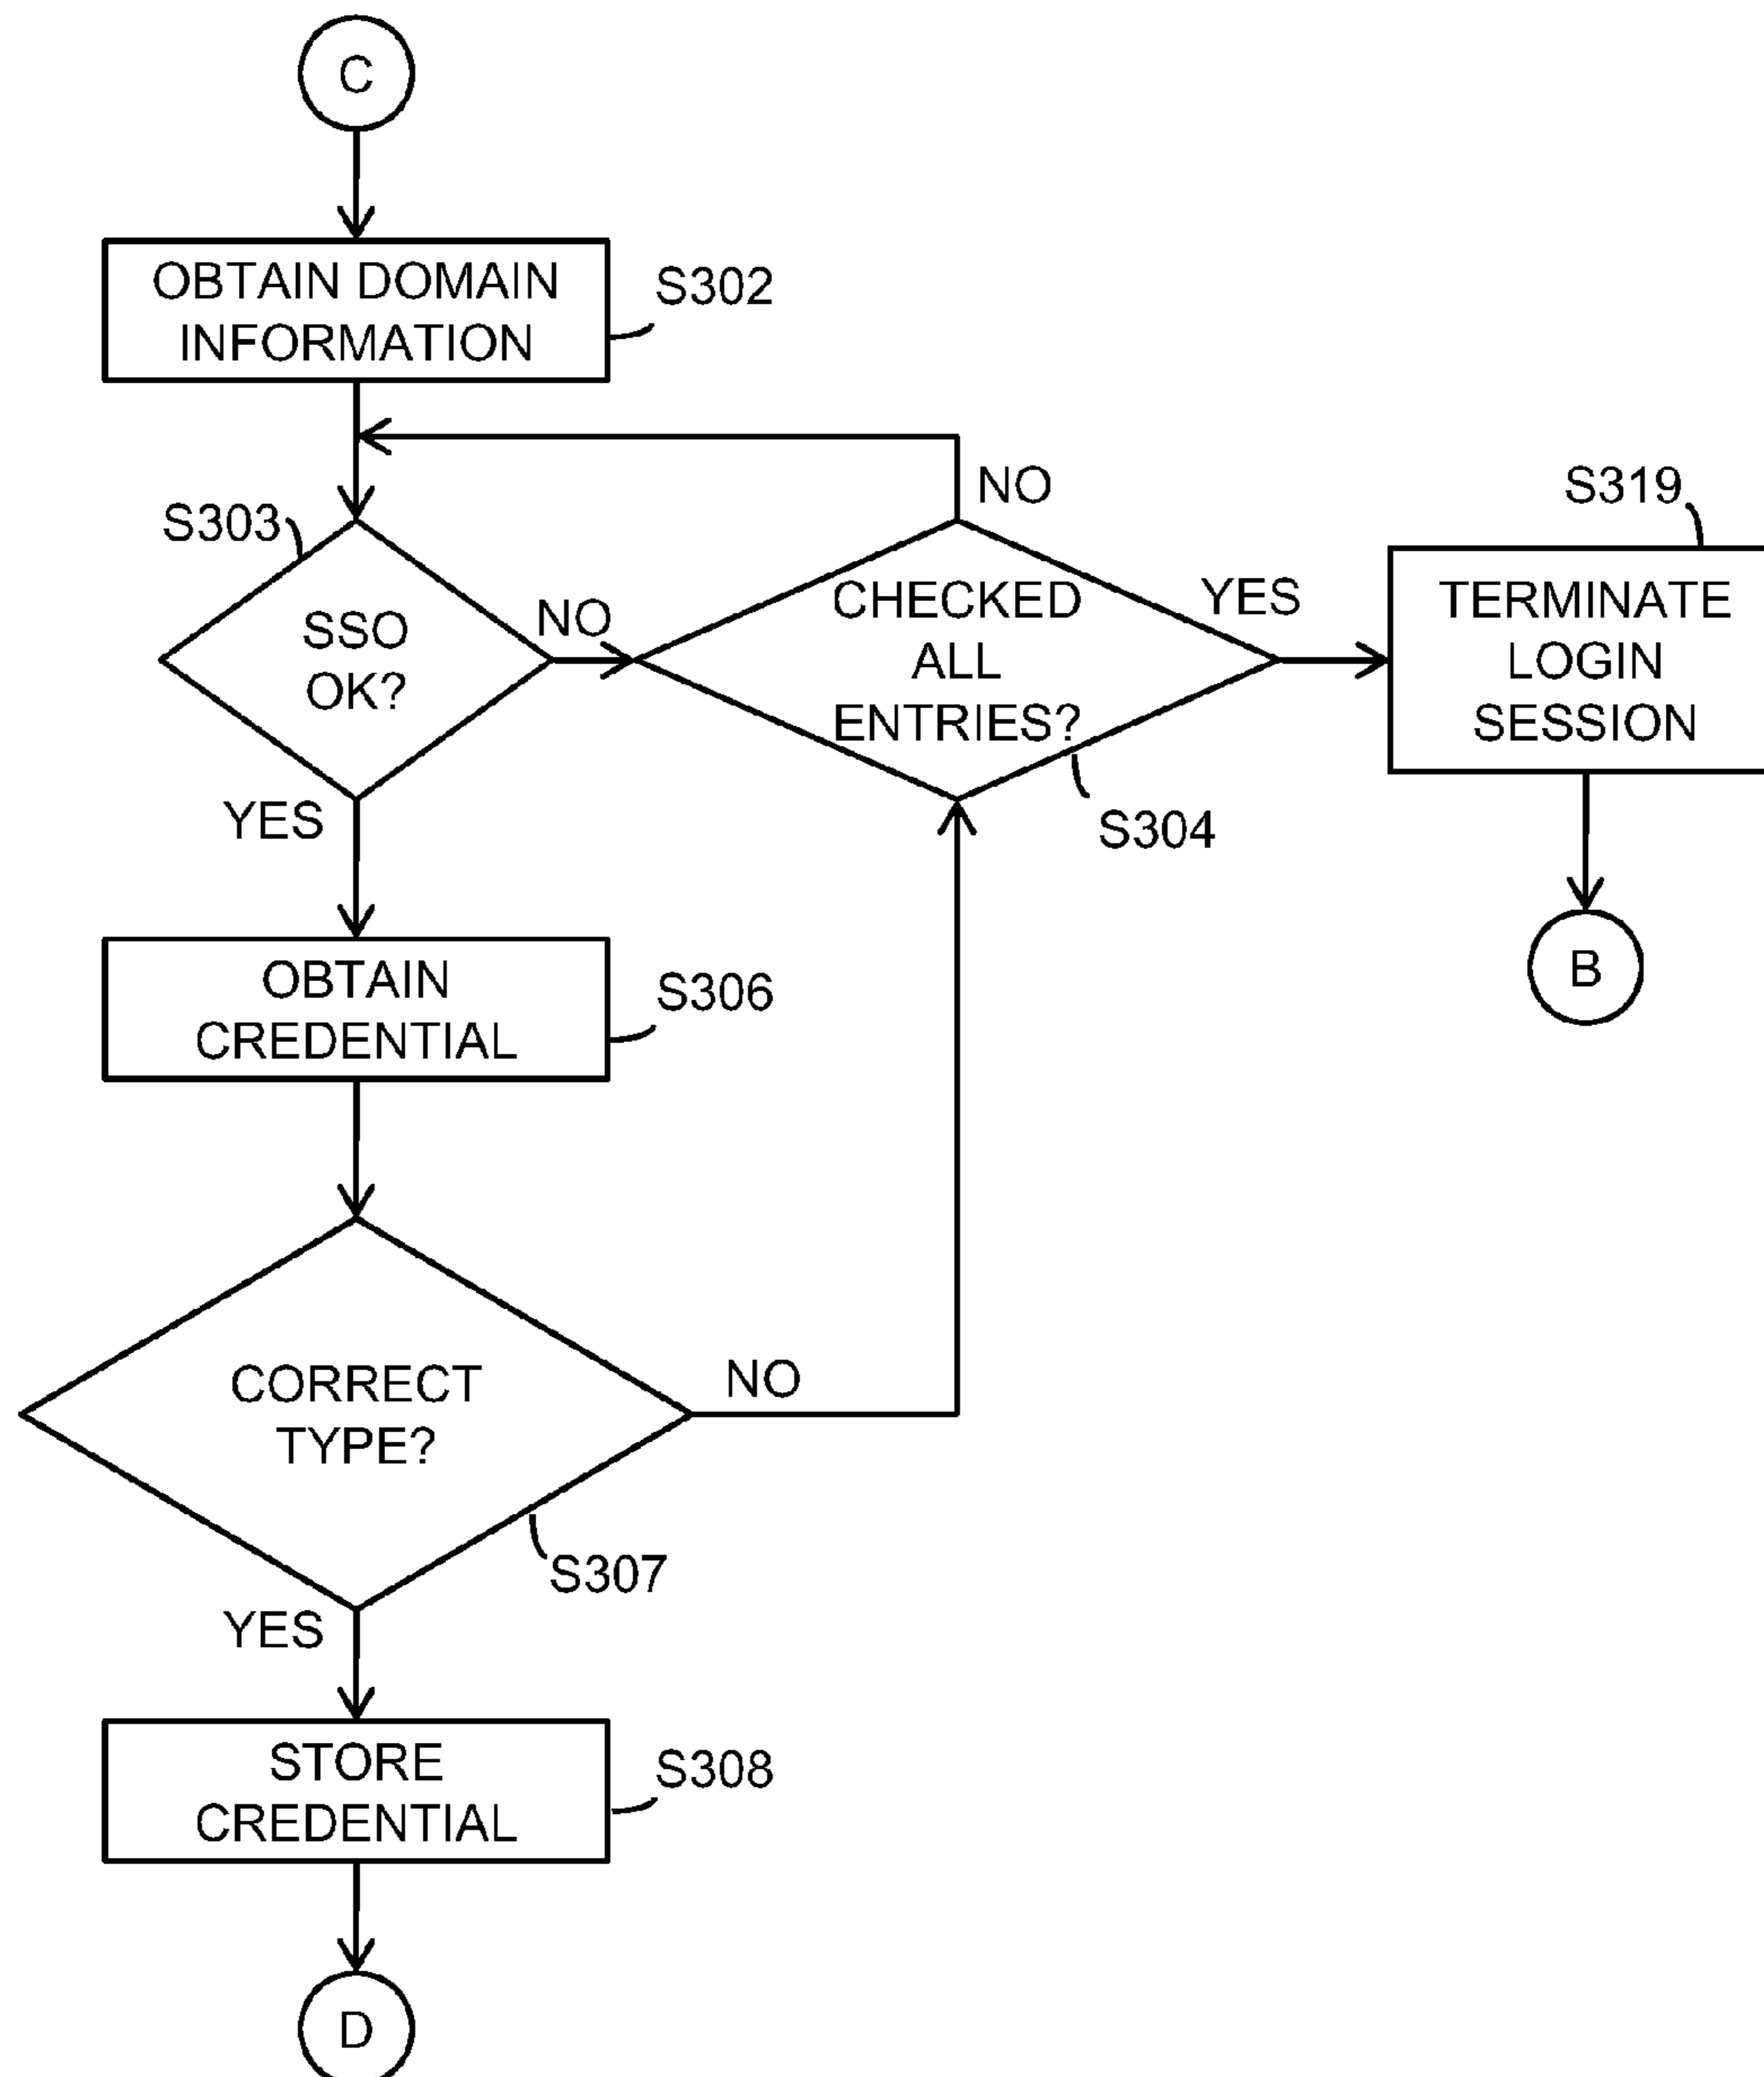 C
OBTAIN DOMAIN
INFORMATION
S302
S303
SSO
OK?
NO
YES
CHECKED
ALL
ENTRIES?
NO
YES
S304
S319
TERMINATE
LOGIN
SESSION
B
OBTAIN
CREDENTIAL
S306
CORRECT
TYPE?
NO
S307
YES
STORE
CREDENTIAL
S308
D